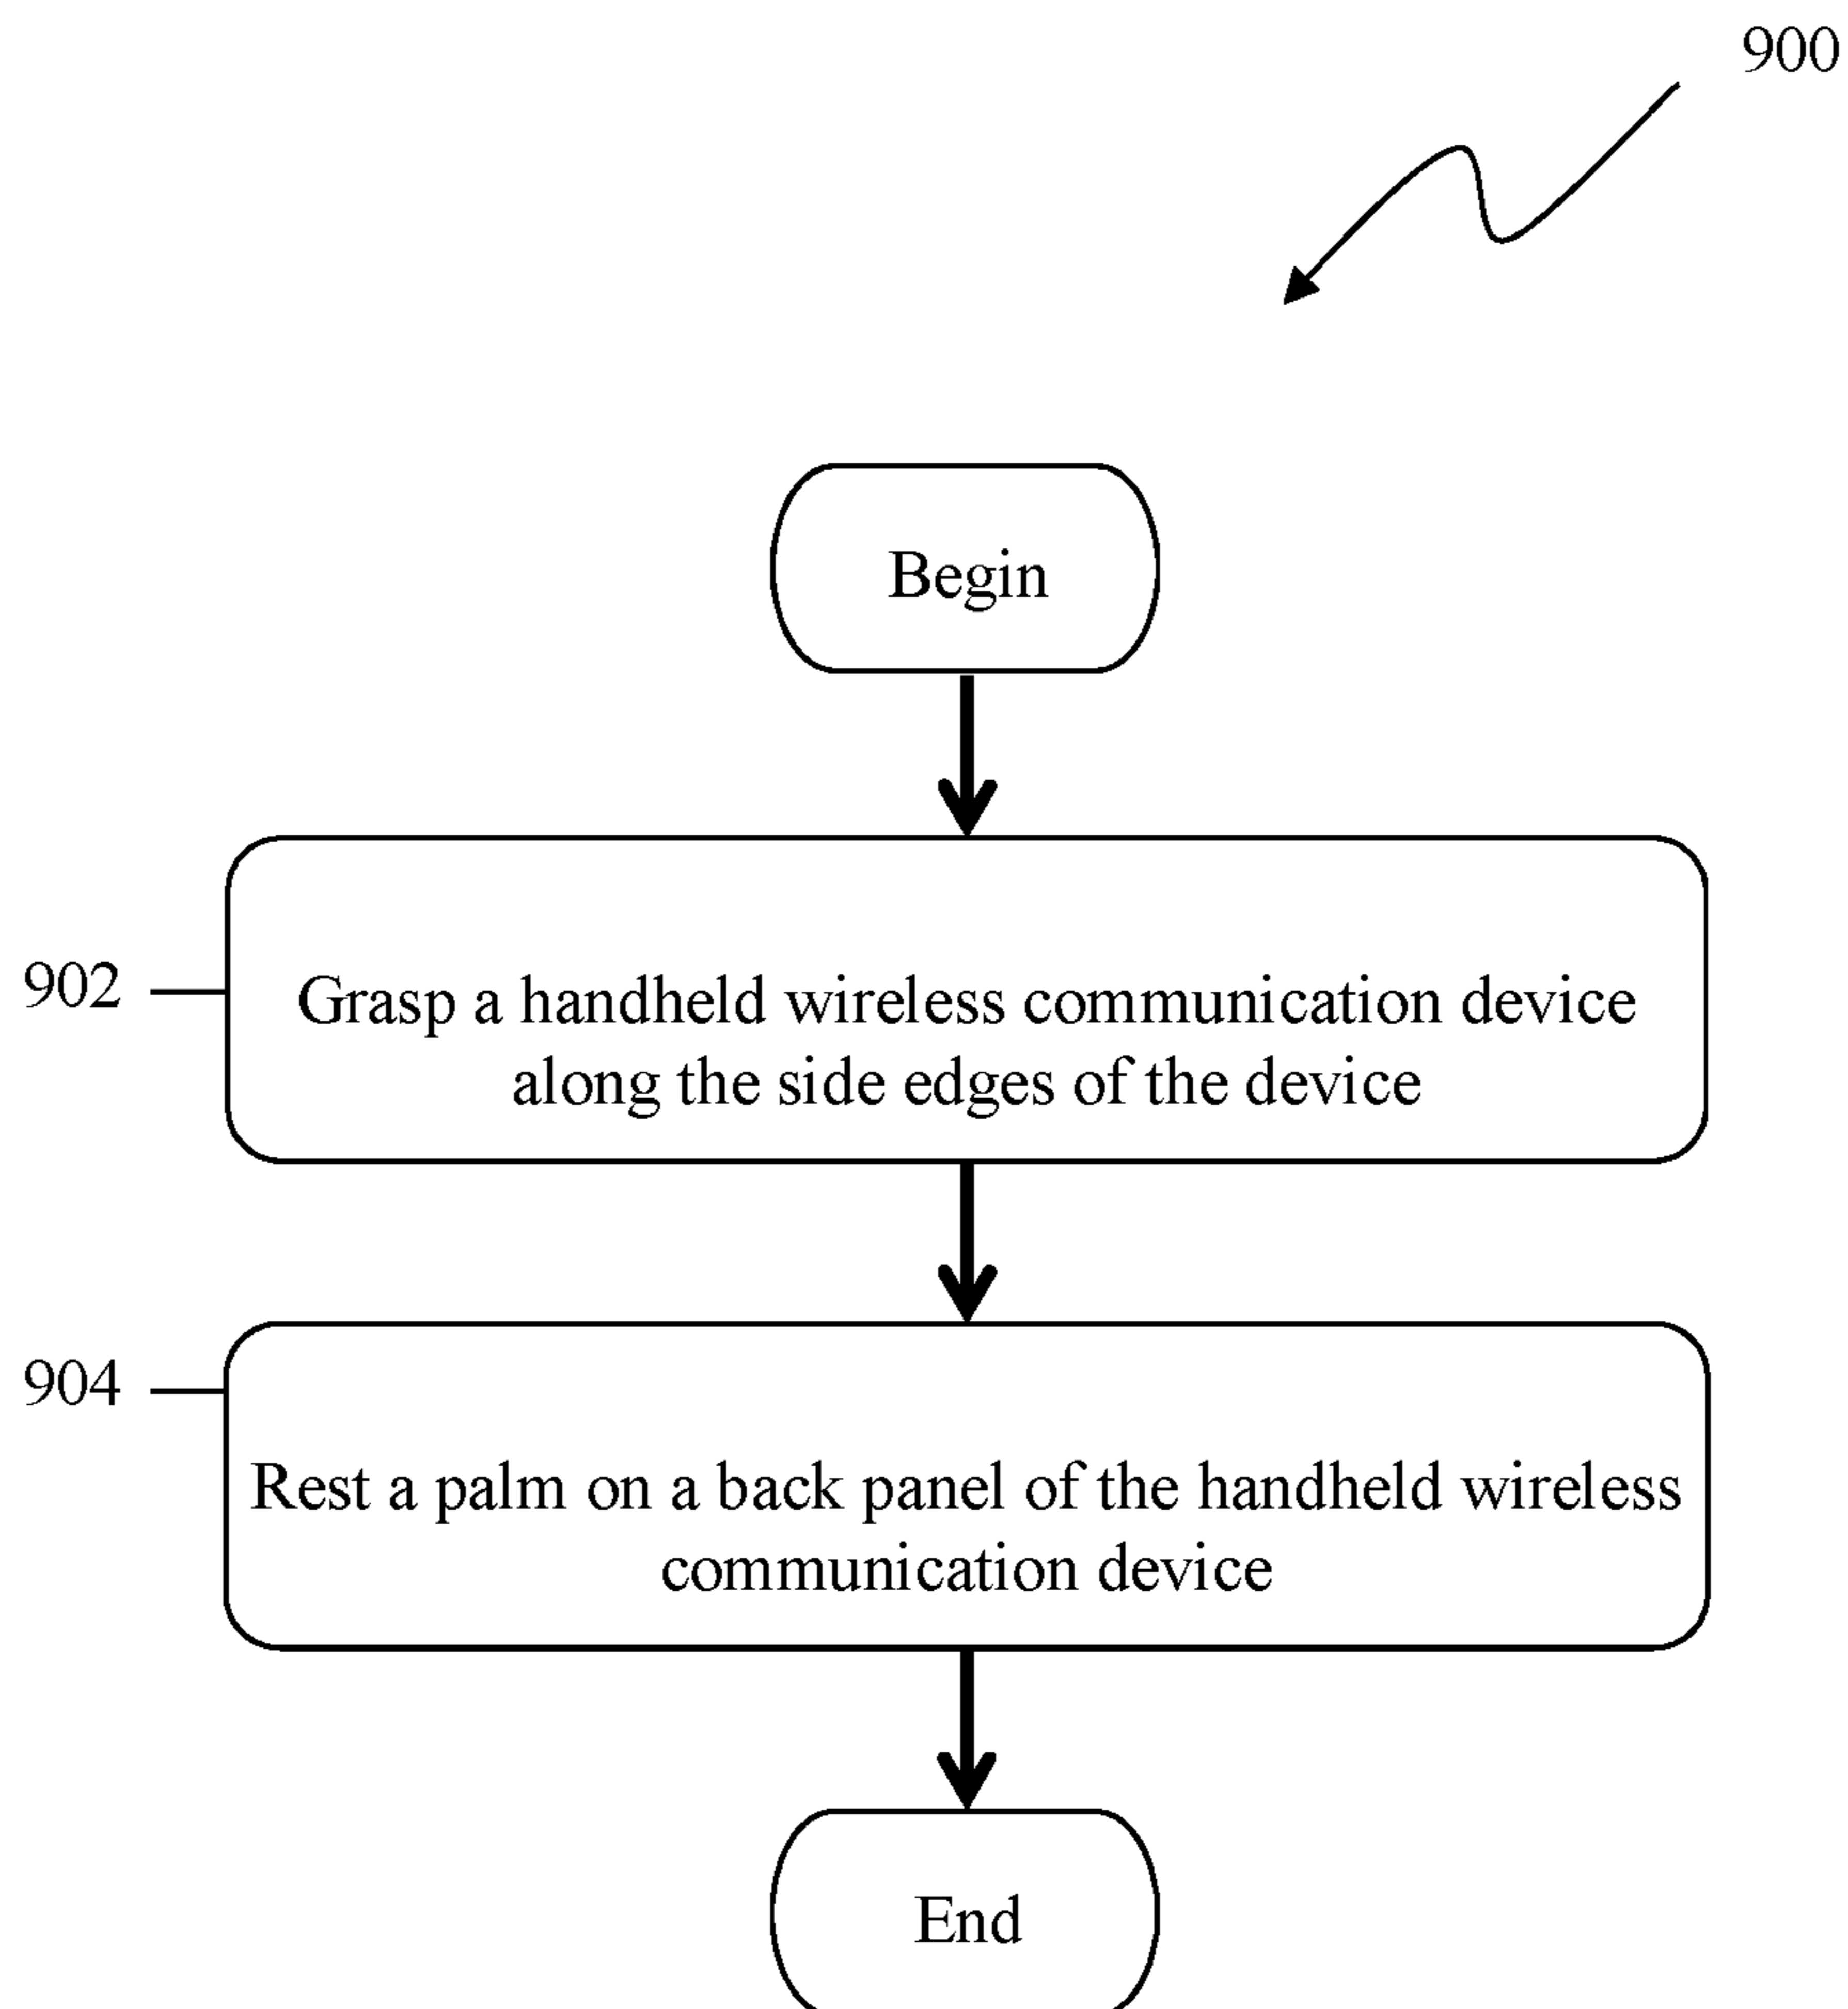 900
Begin
902
Grasp a handheld wireless communication device
along the side edges of the device
904
Rest a palm on a back panel of the handheld wireless
communication device
End